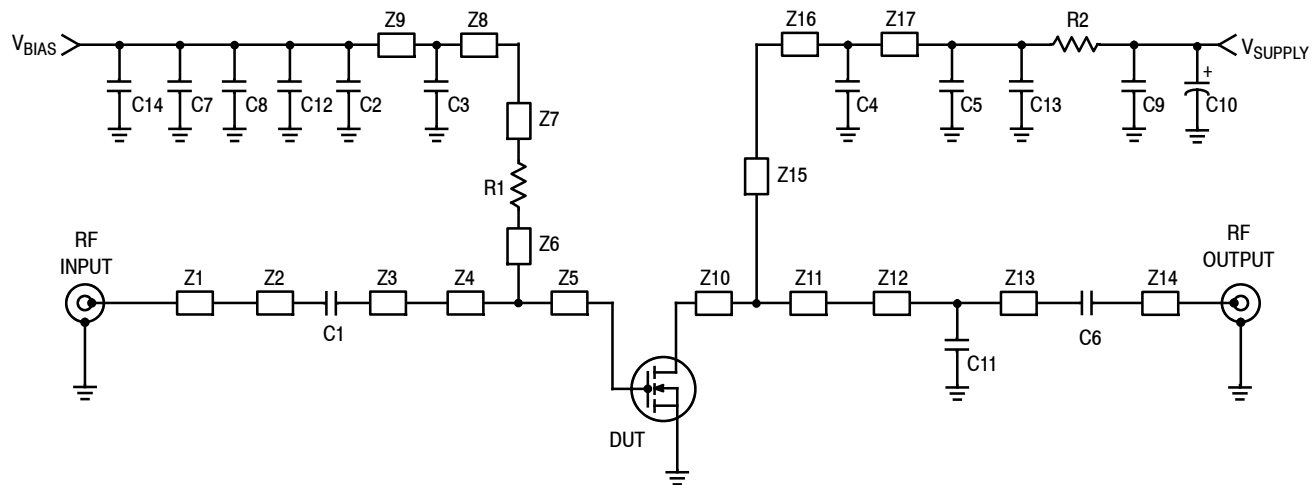 Z9 Z8 Z16 Z17 R2
VBIAS VSUPPLY
+
C14 C7 C8 C12 C2 C3 C4 C5 C13 C9 C10
Z7
R1 Z15
Z6
RF INPUT
RF OUTPUT
Z1 Z2 Z3 Z4 Z5 Z10 Z11 Z12 Z13 Z14
C1 C6
C11
DUT